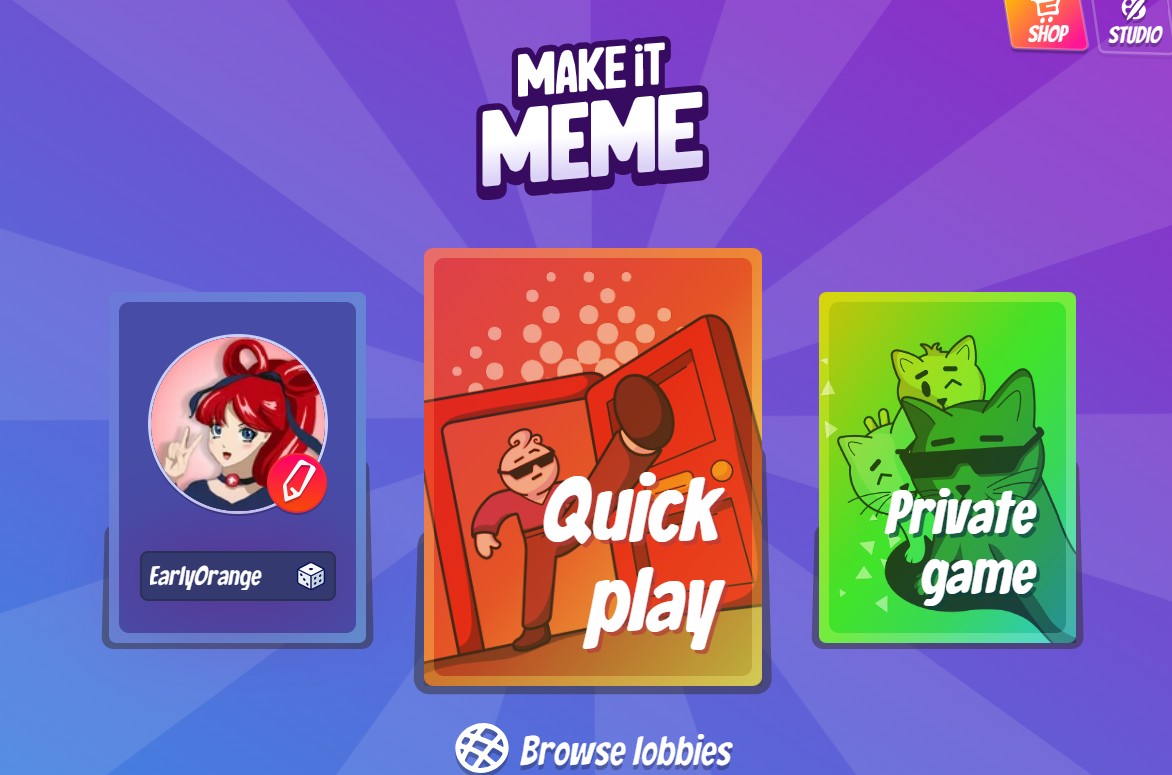 SHOP
STUDIO
MAKE iT
MEME
EarlyOrange
Quick
play
Private
game
Browse lobbies